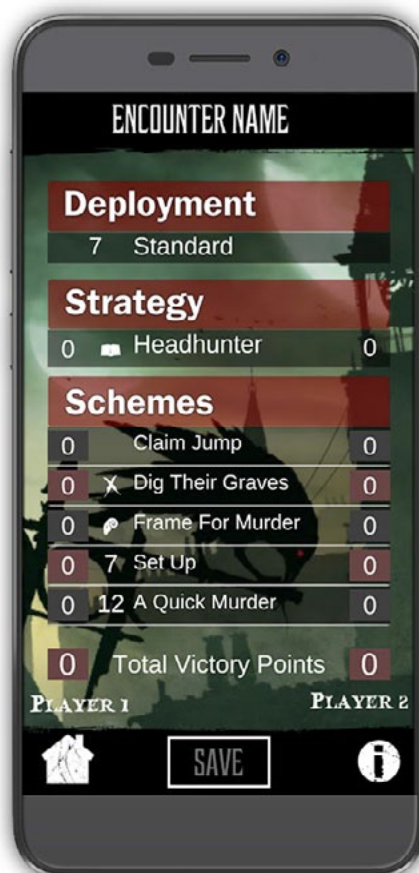 ENCOUNTER NAME
Deployment
7 Standard
Strategy
0 Headhunter 0
Schemes
0 Claim Jump 0
0 Dig Their Graves 0
0 Frame For Murder 0
0 7 Set Up 0
0 12 A Quick Murder 0
0 Total Victory Points 0
PLAYER 1 PLAYER 2
SAVE
i